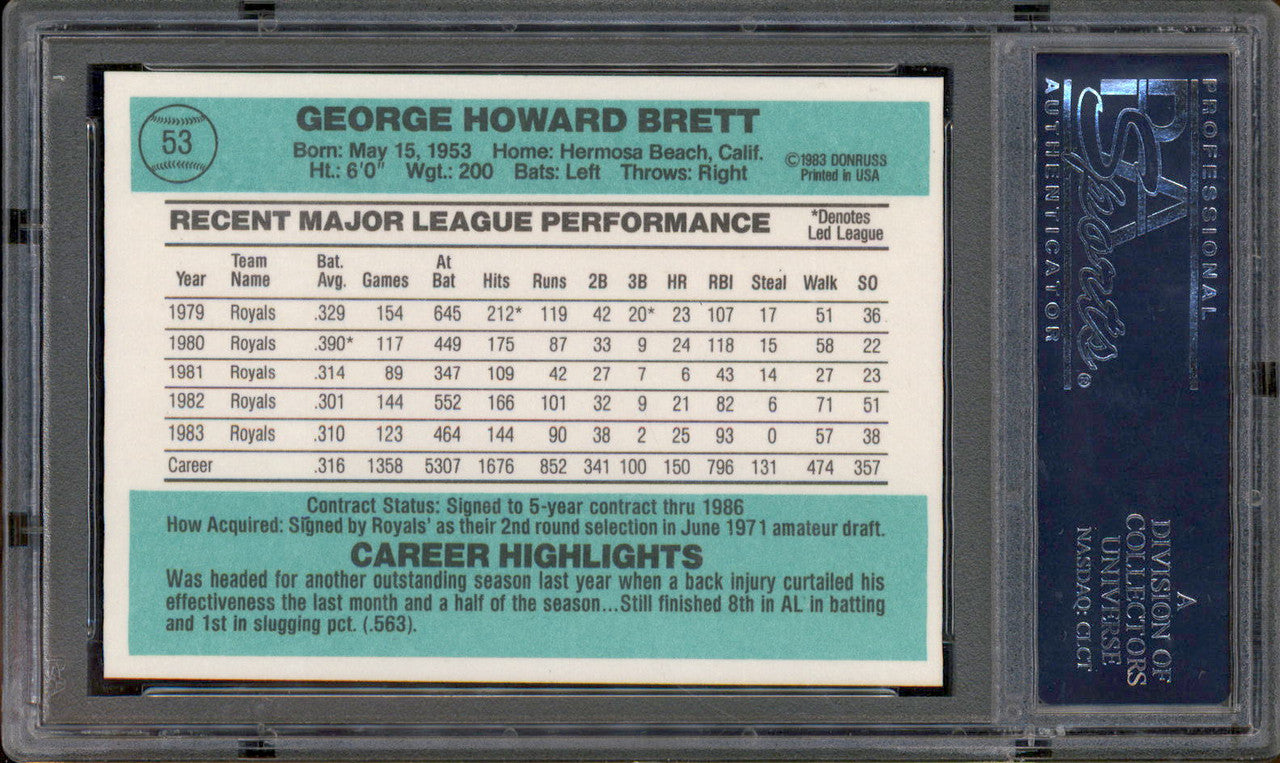 53
GEORGE HOWARD BRETT
Born: May 15, 1953 Home: Hermosa Beach, Calif.
Ht.: 6'0" Wgt.: 200 Bats: Left Throws: Right
©1983 DONRUSS
Printed in USA
RECENT MAJOR LEAGUE PERFORMANCE
*Denotes
Led League
Year Team Name Bat. Avg. Games At Bat Hits Runs 2B 3B HR RBI Steal Walk SO
1979 Royals .329 154 645 212* 119 42 20* 23 107 17 51 36
1980 Royals .390* 117 449 175 87 33 9 24 118 15 58 22
1981 Royals .314 89 347 109 42 27 7 6 43 14 27 23
1982 Royals .301 144 552 166 101 32 9 21 82 6 71 51
1983 Royals .310 123 464 144 90 38 2 25 93 0 57 38
Career .316 1358 5307 1676 852 341 100 150 796 131 474 357
Contract Status: Signed to 5-year contract thru 1986
How Acquired: Signed by Royals' as their 2nd round selection in June 1971 amateur draft.
CAREER HIGHLIGHTS
Was headed for another outstanding season last year when a back injury curtailed his
effectiveness the last month and a half of the season...Still finished 8th in AL in batting
and 1st in slugging pct. (.563).
PROFESSIONAL
PSA
Sports®
AUTHENTICATOR
A
DIVISION OF
COLLECTORS
UNIVERSE
NASDAQ: CLCT